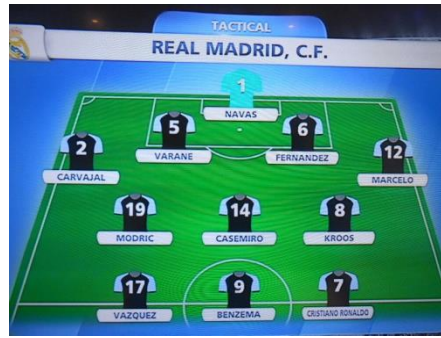 TACTICAL
REAL MADRID, C.F.
1
NAVAS
5
6
VARANE
FERNANDEZ
2
12
CARVAJAL
MARCELO
19
14
8
MODRIC
CASEMIRO
KROOS
17
9
7
VAZQUEZ
BENZEMA
CRISTIANO RONALDO